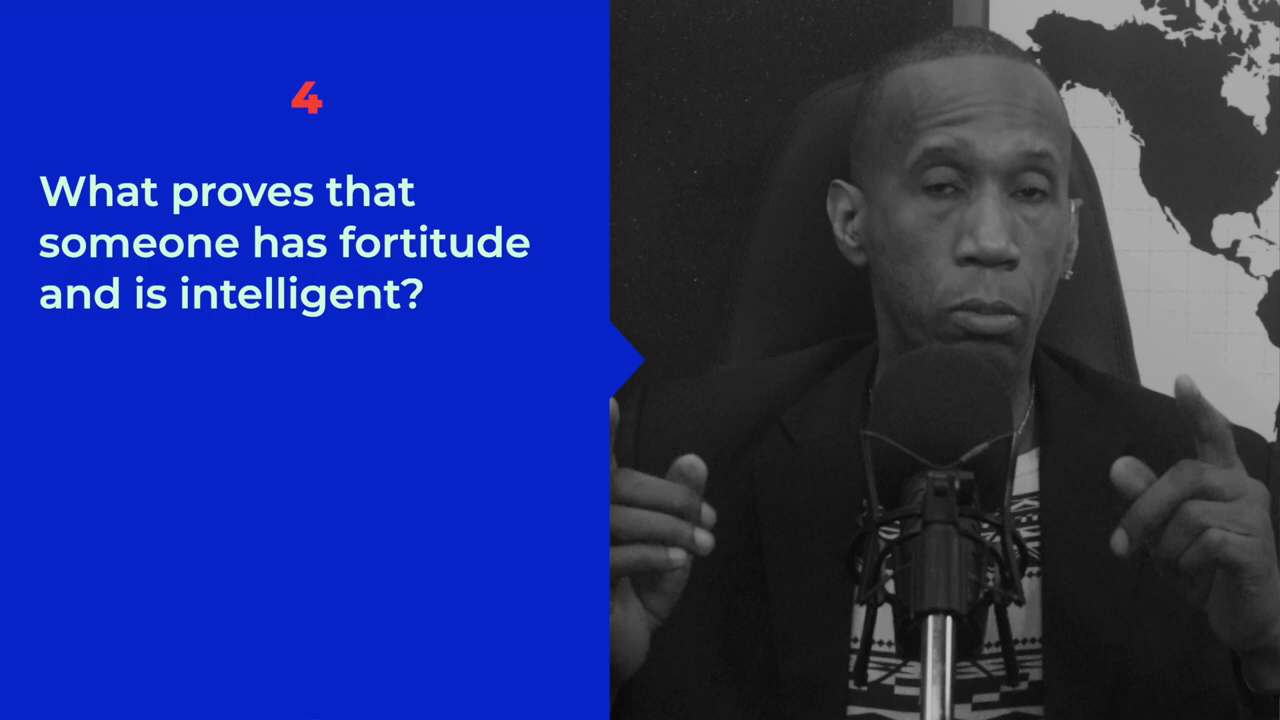 4
What proves that
someone has fortitude
and is intelligent?